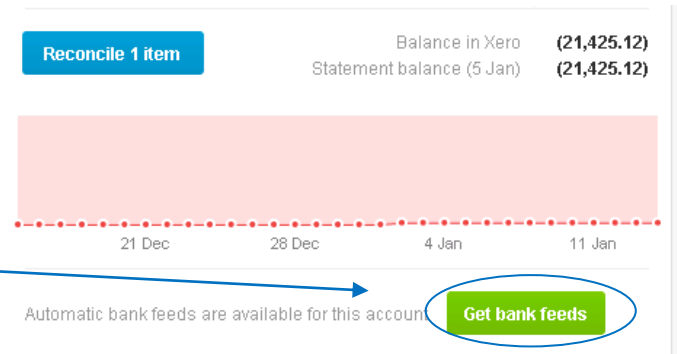 Reconcile 1 item
Balance in Xero (21,425.12)
Statement balance (5 Jan) (21,425.12)
21 Dec 28 Dec 4 Jan 11 Jan
Automatic bank feeds are available for this account Get bank feeds